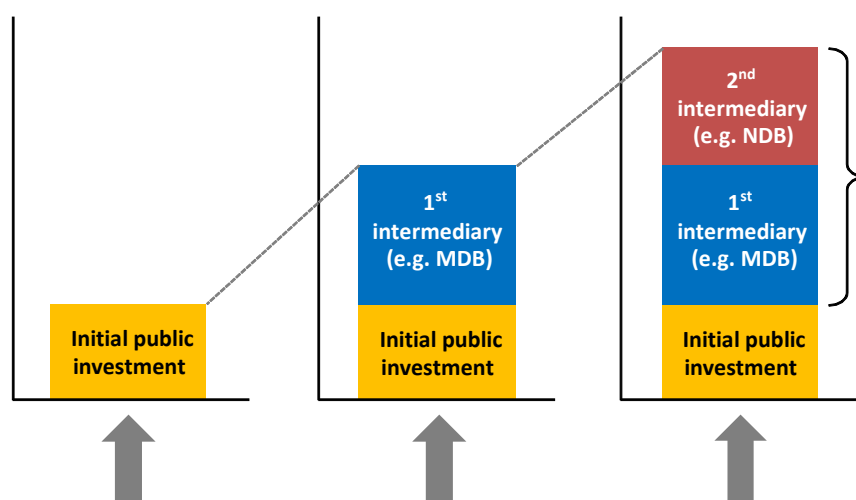 Initial public
investment
1st
intermediary
(e.g. MDB)
Initial public
investment
2nd
intermediary
(e.g. NDB)
1st
intermediary
(e.g. MDB)
Initial public
investment